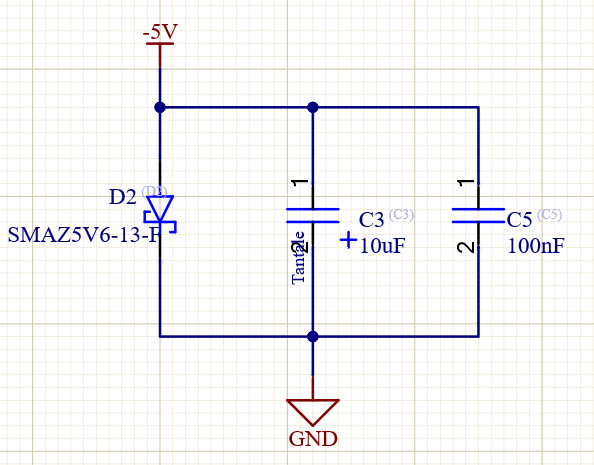 -5V
D2 (D2)
SMAZ5V6-13-F
1
2
Tantale
C3 (C3)
10uF
1
2
C5 (C5)
100nF
GND